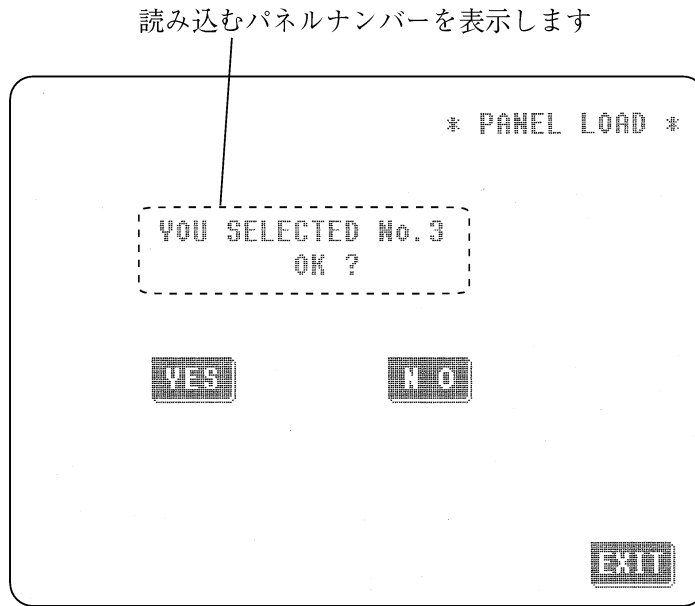 読み込むパネルナンバーを表示します
* PANEL LOAD *
YOU SELECTED No.3
OK ?
YES
N O
EXIT